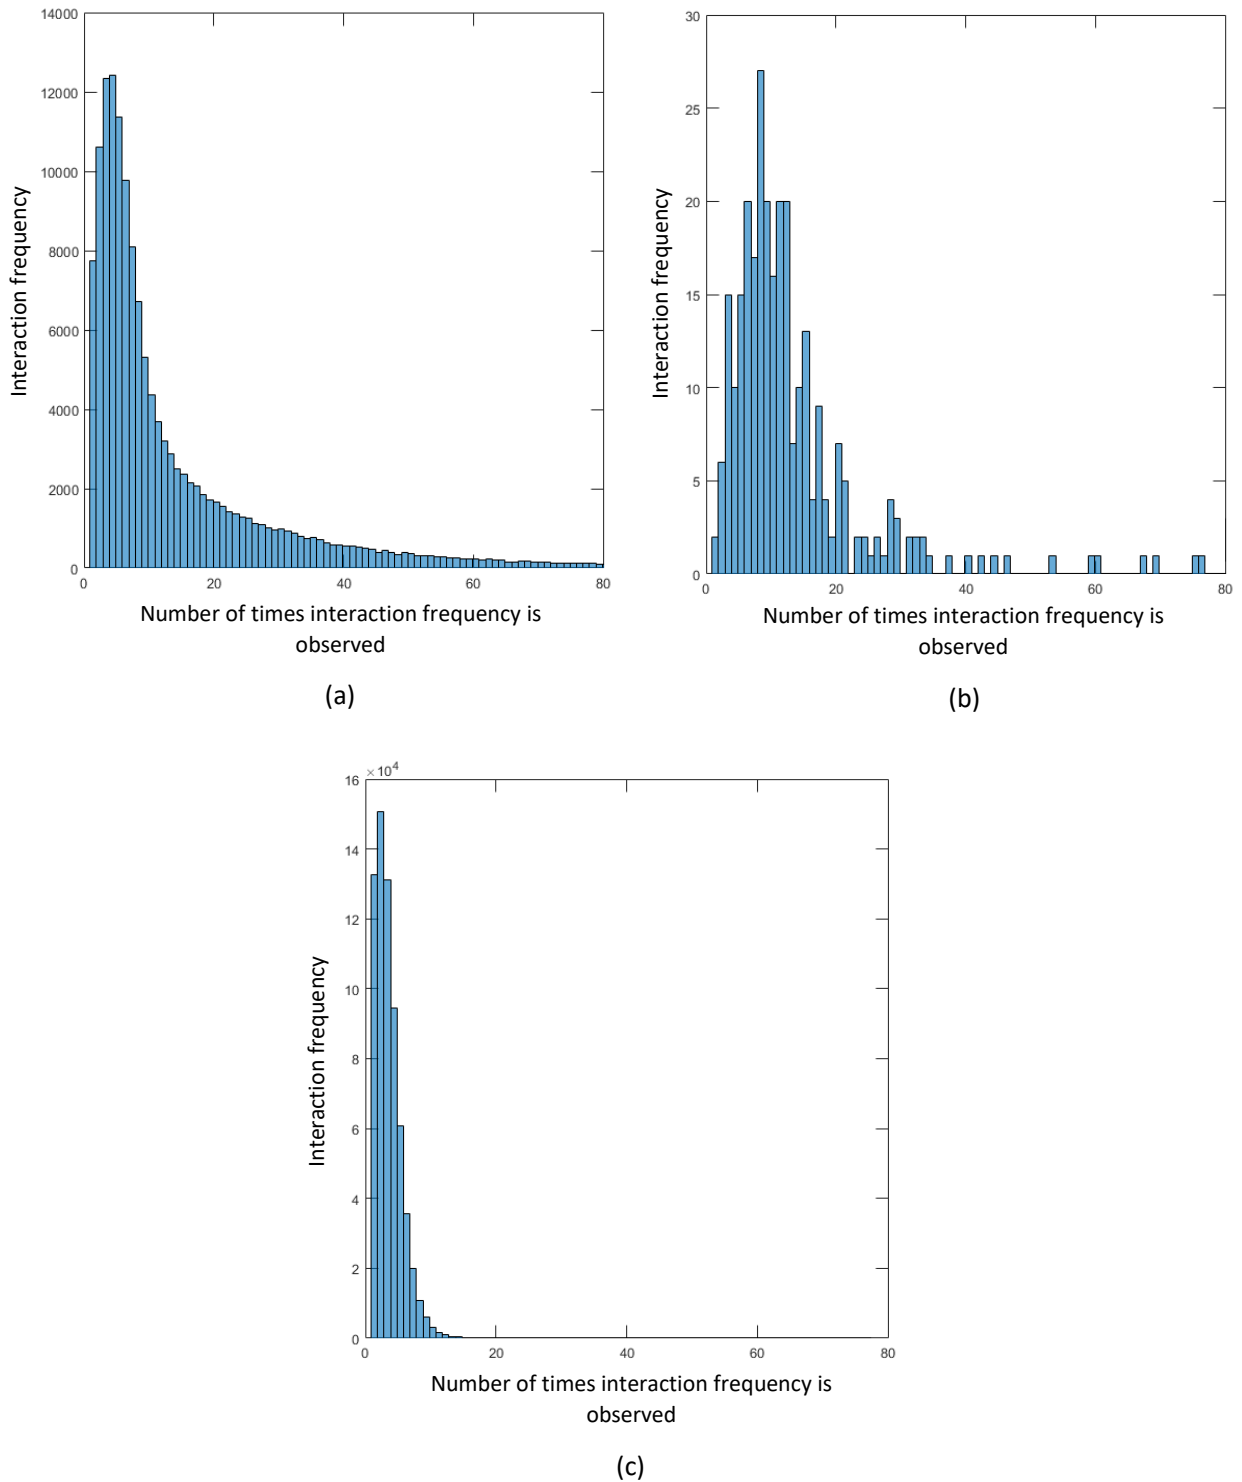 14000
12000
10000
8000
6000
4000
2000
0
Interaction frequency
0 20 40 60 80
Number of times interaction frequency is
observed
(a)
30
25
20
15
10
5
0
Interaction frequency
0 20 40 60 80
Number of times interaction frequency is
observed
(b)
×10⁴
16
14
12
10
8
6
4
2
0
Interaction frequency
0 20 40 60 80
Number of times interaction frequency is
observed
(c)